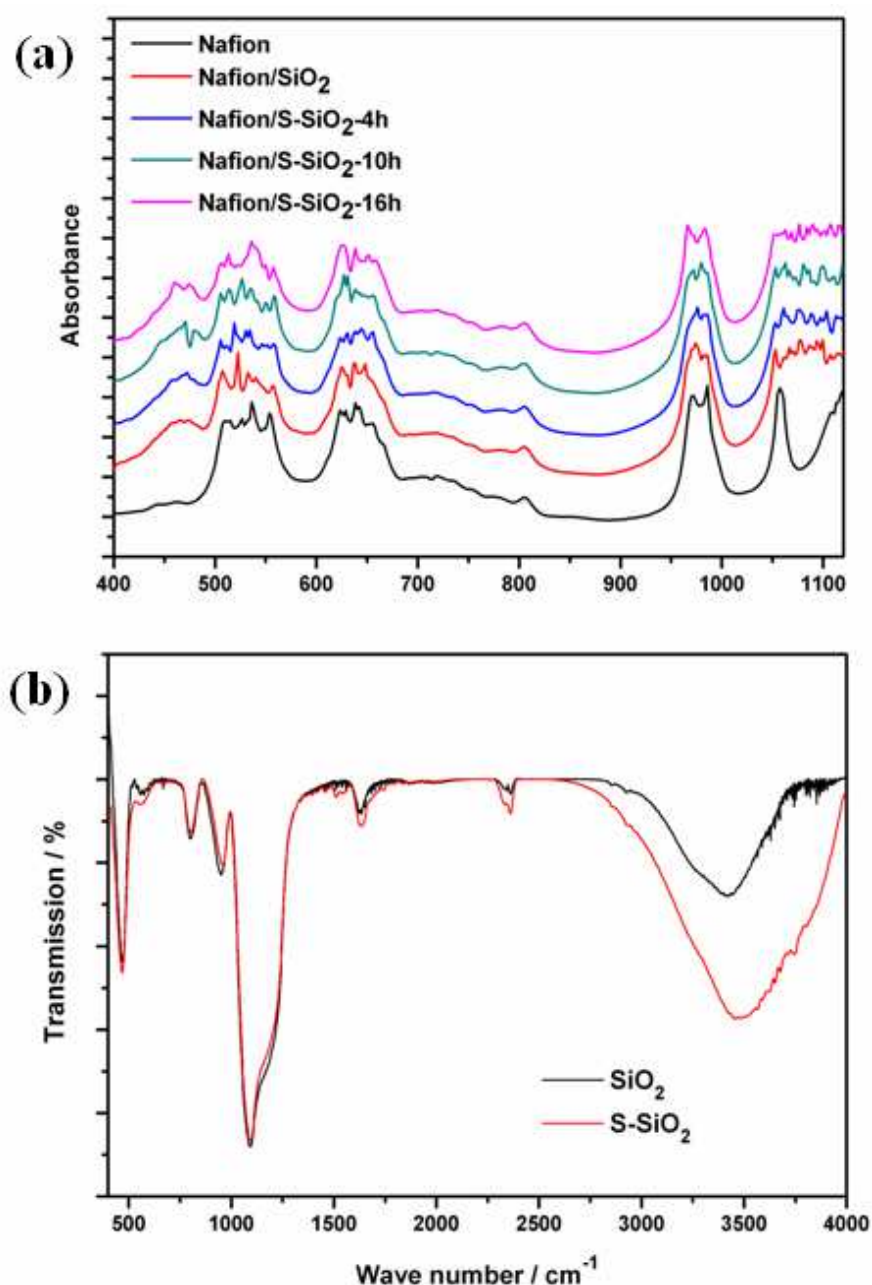 (a)
Nafion
Nafion/SiO₂
Nafion/S-SiO₂-4h
Nafion/S-SiO₂-10h
Nafion/S-SiO₂-16h
Absorbance
400 500 600 700 800 900 1000 1100
(b)
Transmission / %
SiO₂
S-SiO₂
500 1000 1500 2000 2500 3000 3500 4000
Wave number / cm⁻¹